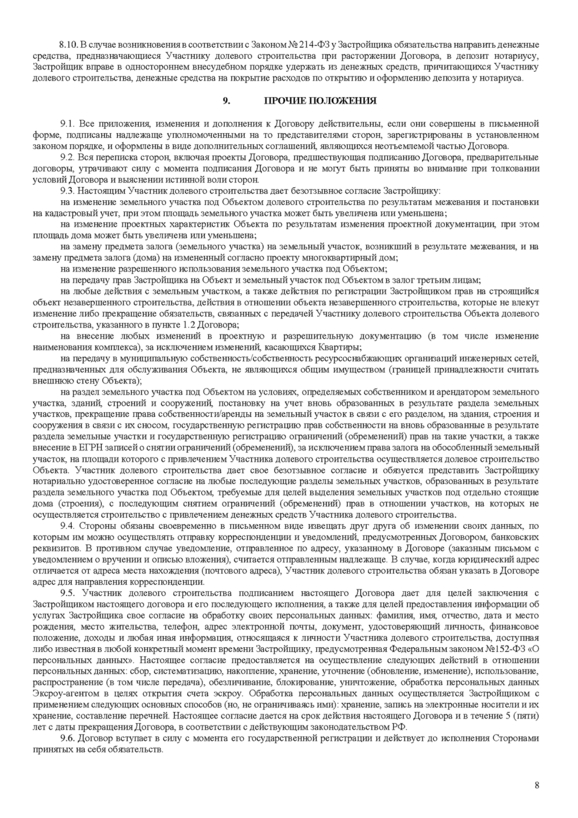 8.10. В случае возникновения в соответствии с Законом № 214-ФЗ у Застройщика обязательства направить денежные
средства, предназначающиеся Участнику долевого строительства при расторжении Договора, в депозит нотариусу,
Застройщик вправе в одностороннем внесудебном порядке удержать из денежных средств, причитающихся Участнику
долевого строительства, денежные средства на покрытие расходов по открытию и оформлению депозита у нотариуса.
9. ПРОЧИЕ ПОЛОЖЕНИЯ
9.1. Все приложения, изменения и дополнения к Договору действительны, если они совершены в письменной
форме, подписаны надлежаще уполномоченными на то представителями сторон, зарегистрированы в установленном
законом порядке, и оформлены в виде дополнительных соглашений, являющихся неотъемлемой частью Договора.
9.2. Вся переписка сторон, включая проекты Договора, предшествующая подписанию Договора, предварительные
договоры, утрачивают силу с момента подписания Договора и не могут быть приняты во внимание при толковании
условий Договора и выяснении истинной воли сторон.
9.3. Настоящим Участник долевого строительства дает безотзывное согласие Застройщику:
на изменение земельного участка под Объектом долевого строительства по результатам межевания и постановки
на кадастровый учет, при этом площадь земельного участка может быть увеличена или уменьшена;
на изменение проектных характеристик Объекта по результатам изменения проектной документации, при этом
площадь дома может быть увеличена или уменьшена;
на замену предмета залога (земельного участка) на земельный участок, возникший в результате межевания, и на
замену предмета залога (дома) на измененный согласно проекту многоквартирный дом;
на изменение разрешенного использования земельного участка под Объектом;
на передачу прав Застройщика на Объект и земельный участок под Объектом в залог третьим лицам;
на любые действия с земельным участком, а также действия по регистрации Застройщиком прав на строящийся
объект незавершенного строительства, действия в отношении объекта незавершенного строительства, которые не влекут
изменение либо прекращение обязательств, связанных с передачей Участнику долевого строительства Объекта долевого
строительства, указанного в пункте 1.2 Договора;
на внесение любых изменений в проектную и разрешительную документацию (в том числе изменение
наименования комплекса), за исключением изменений, касающихся Квартиры;
на передачу в муниципальную собственность/собственность ресурсоснабжающих организаций инженерных сетей,
предназначенных для обслуживания Объекта, не являющихся общим имуществом (границей принадлежности считать
внешнюю стену Объекта);
на раздел земельного участка под Объектом на условиях, определяемых собственником и арендатором земельного
участка, зданий, строений и сооружений, постановку на учет вновь образованных в результате раздела земельных
участков, прекращение права собственности/аренды на земельный участок в связи с его разделом, на здания, строения и
сооружения в связи с их сносом, государственную регистрацию прав собственности на вновь образованные в результате
раздела земельные участки и государственную регистрацию ограничений (обременений) прав на такие участки, а также
внесение в ЕГРН записей о снятии ограничений (обременений), за исключением права залога на обособленный земельный
участок, на площади которого с привлечением Участника долевого строительства осуществляется долевое строительство
Объекта. Участник долевого строительства дает свое безотзывное согласие и обязуется представить Застройщику
нотариально удостоверенное согласие на любые последующие разделы земельных участков, образованных в результате
раздела земельного участка под Объектом, требуемые для целей выделения земельных участков под отдельно стоящие
дома (строения), с последующим снятием ограничений (обременений) прав в отношении участков, на которых не
осуществляется строительство с привлечением денежных средств Участника долевого строительства.
9.4. Стороны обязаны своевременно в письменном виде извещать друг друга об изменении своих данных, по
которым им можно осуществлять отправку корреспонденции и уведомлений, предусмотренных Договором, банковских
реквизитов. В противном случае уведомление, отправленное по адресу, указанному в Договоре (заказным письмом с
уведомлением о вручении и описью вложения), считается отправленным надлежаще. В случае, когда юридический адрес
отличается от адреса места нахождения (почтового адреса), Участник долевого строительства обязан указать в Договоре
адрес для направления корреспонденции.
9.5. Участник долевого строительства подписанием настоящего Договора дает для целей заключения с
Застройщиком настоящего договора и его последующего исполнения, а также для целей предоставления информации об
услугах Застройщика свое согласие на обработку своих персональных данных: фамилия, имя, отчество, дата и место
рождения, место жительства, телефон, адрес электронной почты, документ, удостоверяющий личность, финансовое
положение, доходы и любая иная информация, относящаяся к личности Участника долевого строительства, доступная
либо известная в любой конкретный момент времени Застройщику, предусмотренная Федеральным законом №152-ФЗ «О
персональных данных». Настоящее согласие предоставляется на осуществление следующих действий в отношении
персональных данных: сбор, систематизацию, накопление, хранение, уточнение (обновление, изменение), использование,
распространение (в том числе передача), обезличивание, блокирование, уничтожение, обработка персональных данных
Эксроу-агентом в целях открытия счета эскроу. Обработка персональных данных осуществляется Застройщиком с
применением следующих основных способов (но, не ограничиваясь ими): хранение, запись на электронные носители и их
хранение, составление перечней. Настоящее согласие дается на срок действия настоящего Договора и в течение 5 (пяти)
лет с даты прекращения Договора, в соответствии с действующим законодательством РФ.
9.6. Договор вступает в силу с момента его государственной регистрации и действует до исполнения Сторонами
принятых на себя обязательств.
8